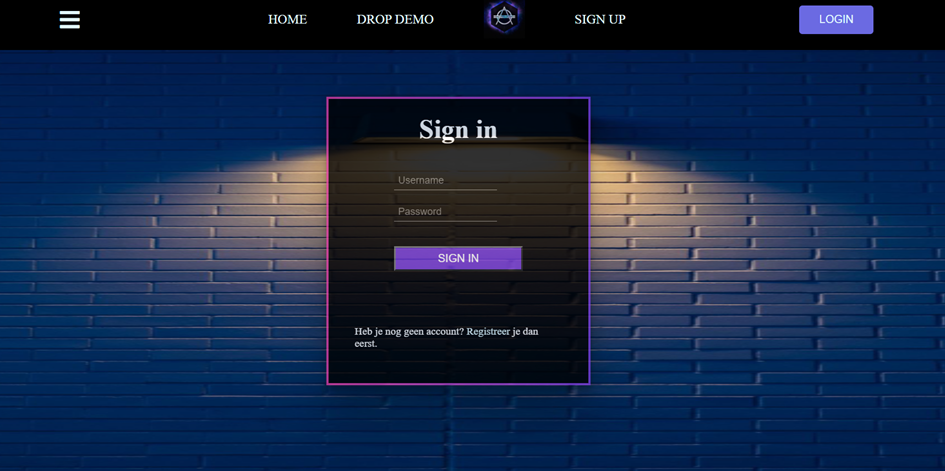 HOME DROP DEMO SIGN UP LOGIN
Sign in
Username
Password
SIGN IN
Heb je nog geen account? Registreer je dan
eerst.